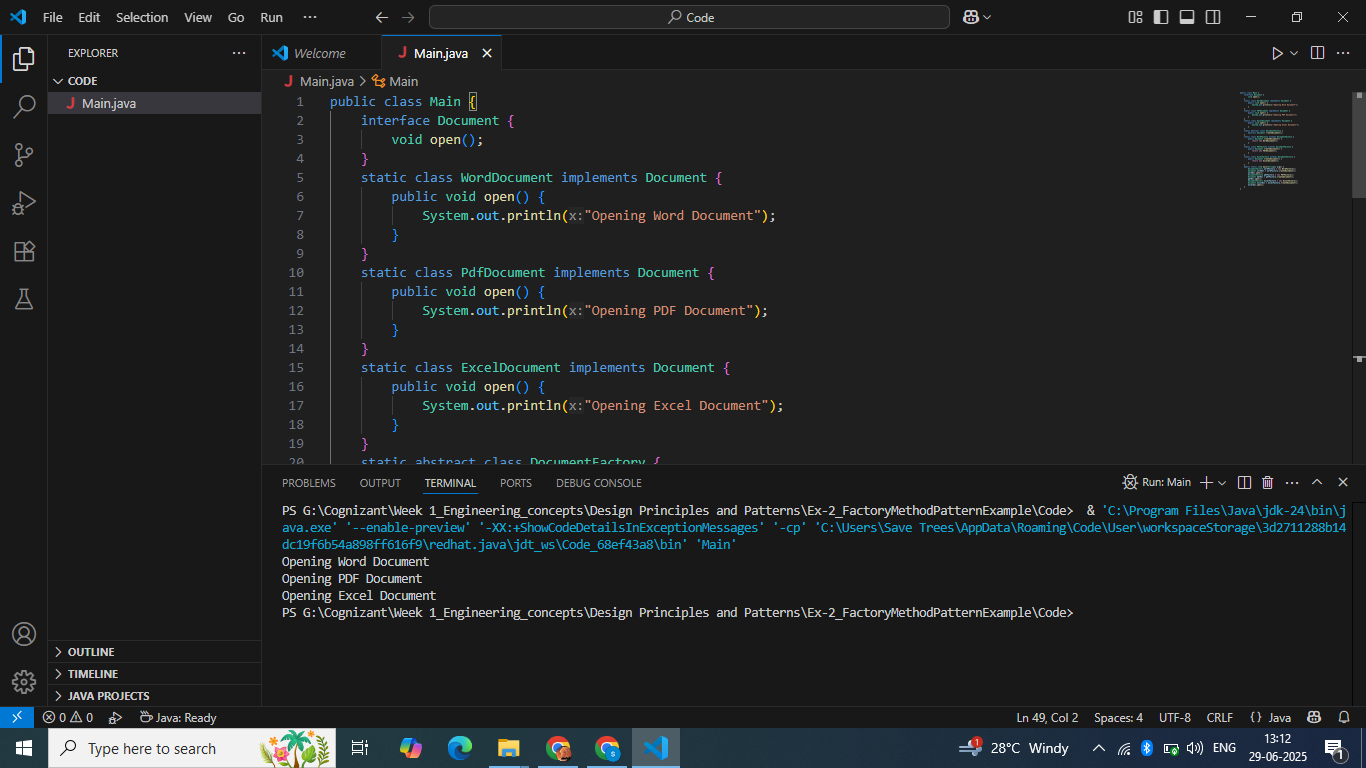 File Edit Selection View Go Run ··· Code
EXPLORER ···
CODE
J Main.java
OUTLINE
TIMELINE
JAVA PROJECTS
Welcome J Main.java
J Main.java > Main
1 public class Main {
2 interface Document {
3 void open();
4 }
5 static class WordDocument implements Document {
6 public void open() {
7 System.out.println(x:"Opening Word Document");
8 }
9 }
10 static class PdfDocument implements Document {
11 public void open() {
12 System.out.println(x:"Opening PDF Document");
13 }
14 }
15 static class ExcelDocument implements Document {
16 public void open() {
17 System.out.println(x:"Opening Excel Document");
18 }
19 }
20 static abstract class DocumentFactory {
PROBLEMS OUTPUT TERMINAL PORTS DEBUG CONSOLE Run: Main
PS G:\Cognizant\Week 1_Engineering_concepts\Design Principles and Patterns\Ex-2_FactoryMethodPatternExample\Code> & 'C:\Program Files\Java\jdk-24\bin\j
ava.exe' '--enable-preview' '-XX:+ShowCodeDetailsInExceptionMessages' '-cp' 'C:\Users\Save Trees\AppData\Roaming\Code\User\workspaceStorage\3d2711288b14
dc19f6b54a898ff616f9\redhat.java\jdt_ws\Code_68ef43a8\bin' 'Main'
Opening Word Document
Opening PDF Document
Opening Excel Document
PS G:\Cognizant\Week 1_Engineering_concepts\Design Principles and Patterns\Ex-2_FactoryMethodPatternExample\Code>
0 0 Java: Ready Ln 49, Col 2 Spaces: 4 UTF-8 CRLF {} Java
Type here to search 1 28°C Windy ENG 13:12
29-06-2025 1